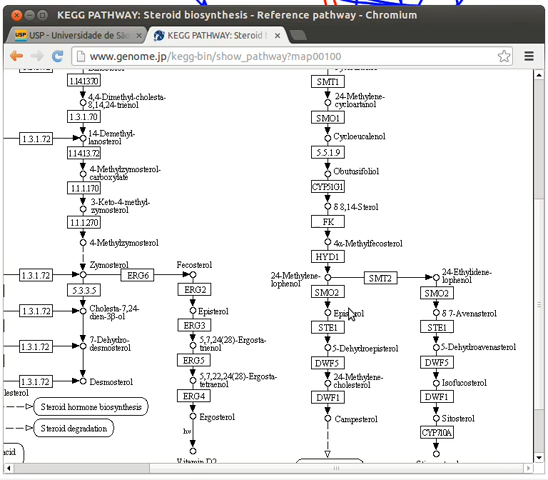 KEGG PATHWAY: Steroid biosynthesis - Reference pathway - Chromium
USP - Universidade de São
KEGG PATHWAY: Steroid
www.genome.jp/kegg-bin/show_pathway?map00100
1.14.13.70
4,4-Dimethyl-cholesta-
8,14,24-trienol
1.3.1.70
1.3.1.72
14-Demethyl-
lanosterol
1.14.13.72
4-Methylzymosterol-
carboxylate
1.1.1.170
3-Keto-4-methyl-
zymosterol
1.1.1.270
4-Methylzymosterol
Zymosterol
1.3.1.72
ERG6
Fecosterol
5.3.3.5
ERG2
1.3.1.72
Cholesta-7,24-
dien-3β-ol
Episterol
ERG3
1.3.1.72
7-Dehydro-
desmosterol
5,7,24(28)-Ergosta-
trienol
ERG5
1.3.1.72
Desmosterol
5,7,22,24(28)-Ergosta-
tetraenol
ERG4
Steroid hormone biosynthesis
Ergosterol
Steroid degradation
hν
Vitamin D2
acid
SMT1
24-Methylene-
cycloartanol
SMO1
Cycloeucalenol
5.5.1.9
Obtusifoliol
CYP51G1
δ 8,14-Sterol
FK
4α-Methylfecosterol
HYD1
24-Methylene-
lophenol
SMT2
24-Ethylidene-
lophenol
SMO2
SMO2
Episterol
δ 7-Avenasterol
STE1
STE1
5-Dehydroepisterol
5-Dehydroavenasterol
DWF5
DWF5
24-Methylene-
cholesterol
Isofucosterol
DWF1
DWF1
Campesterol
Sitosterol
CYP710A